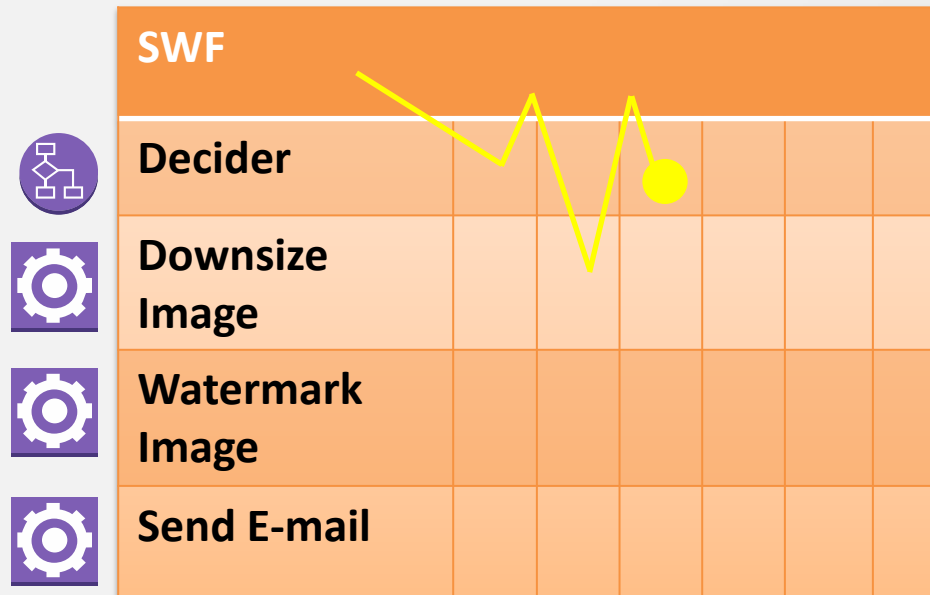 SWF
Decider
Downsize
Image
Watermark
Image
Send E-mail